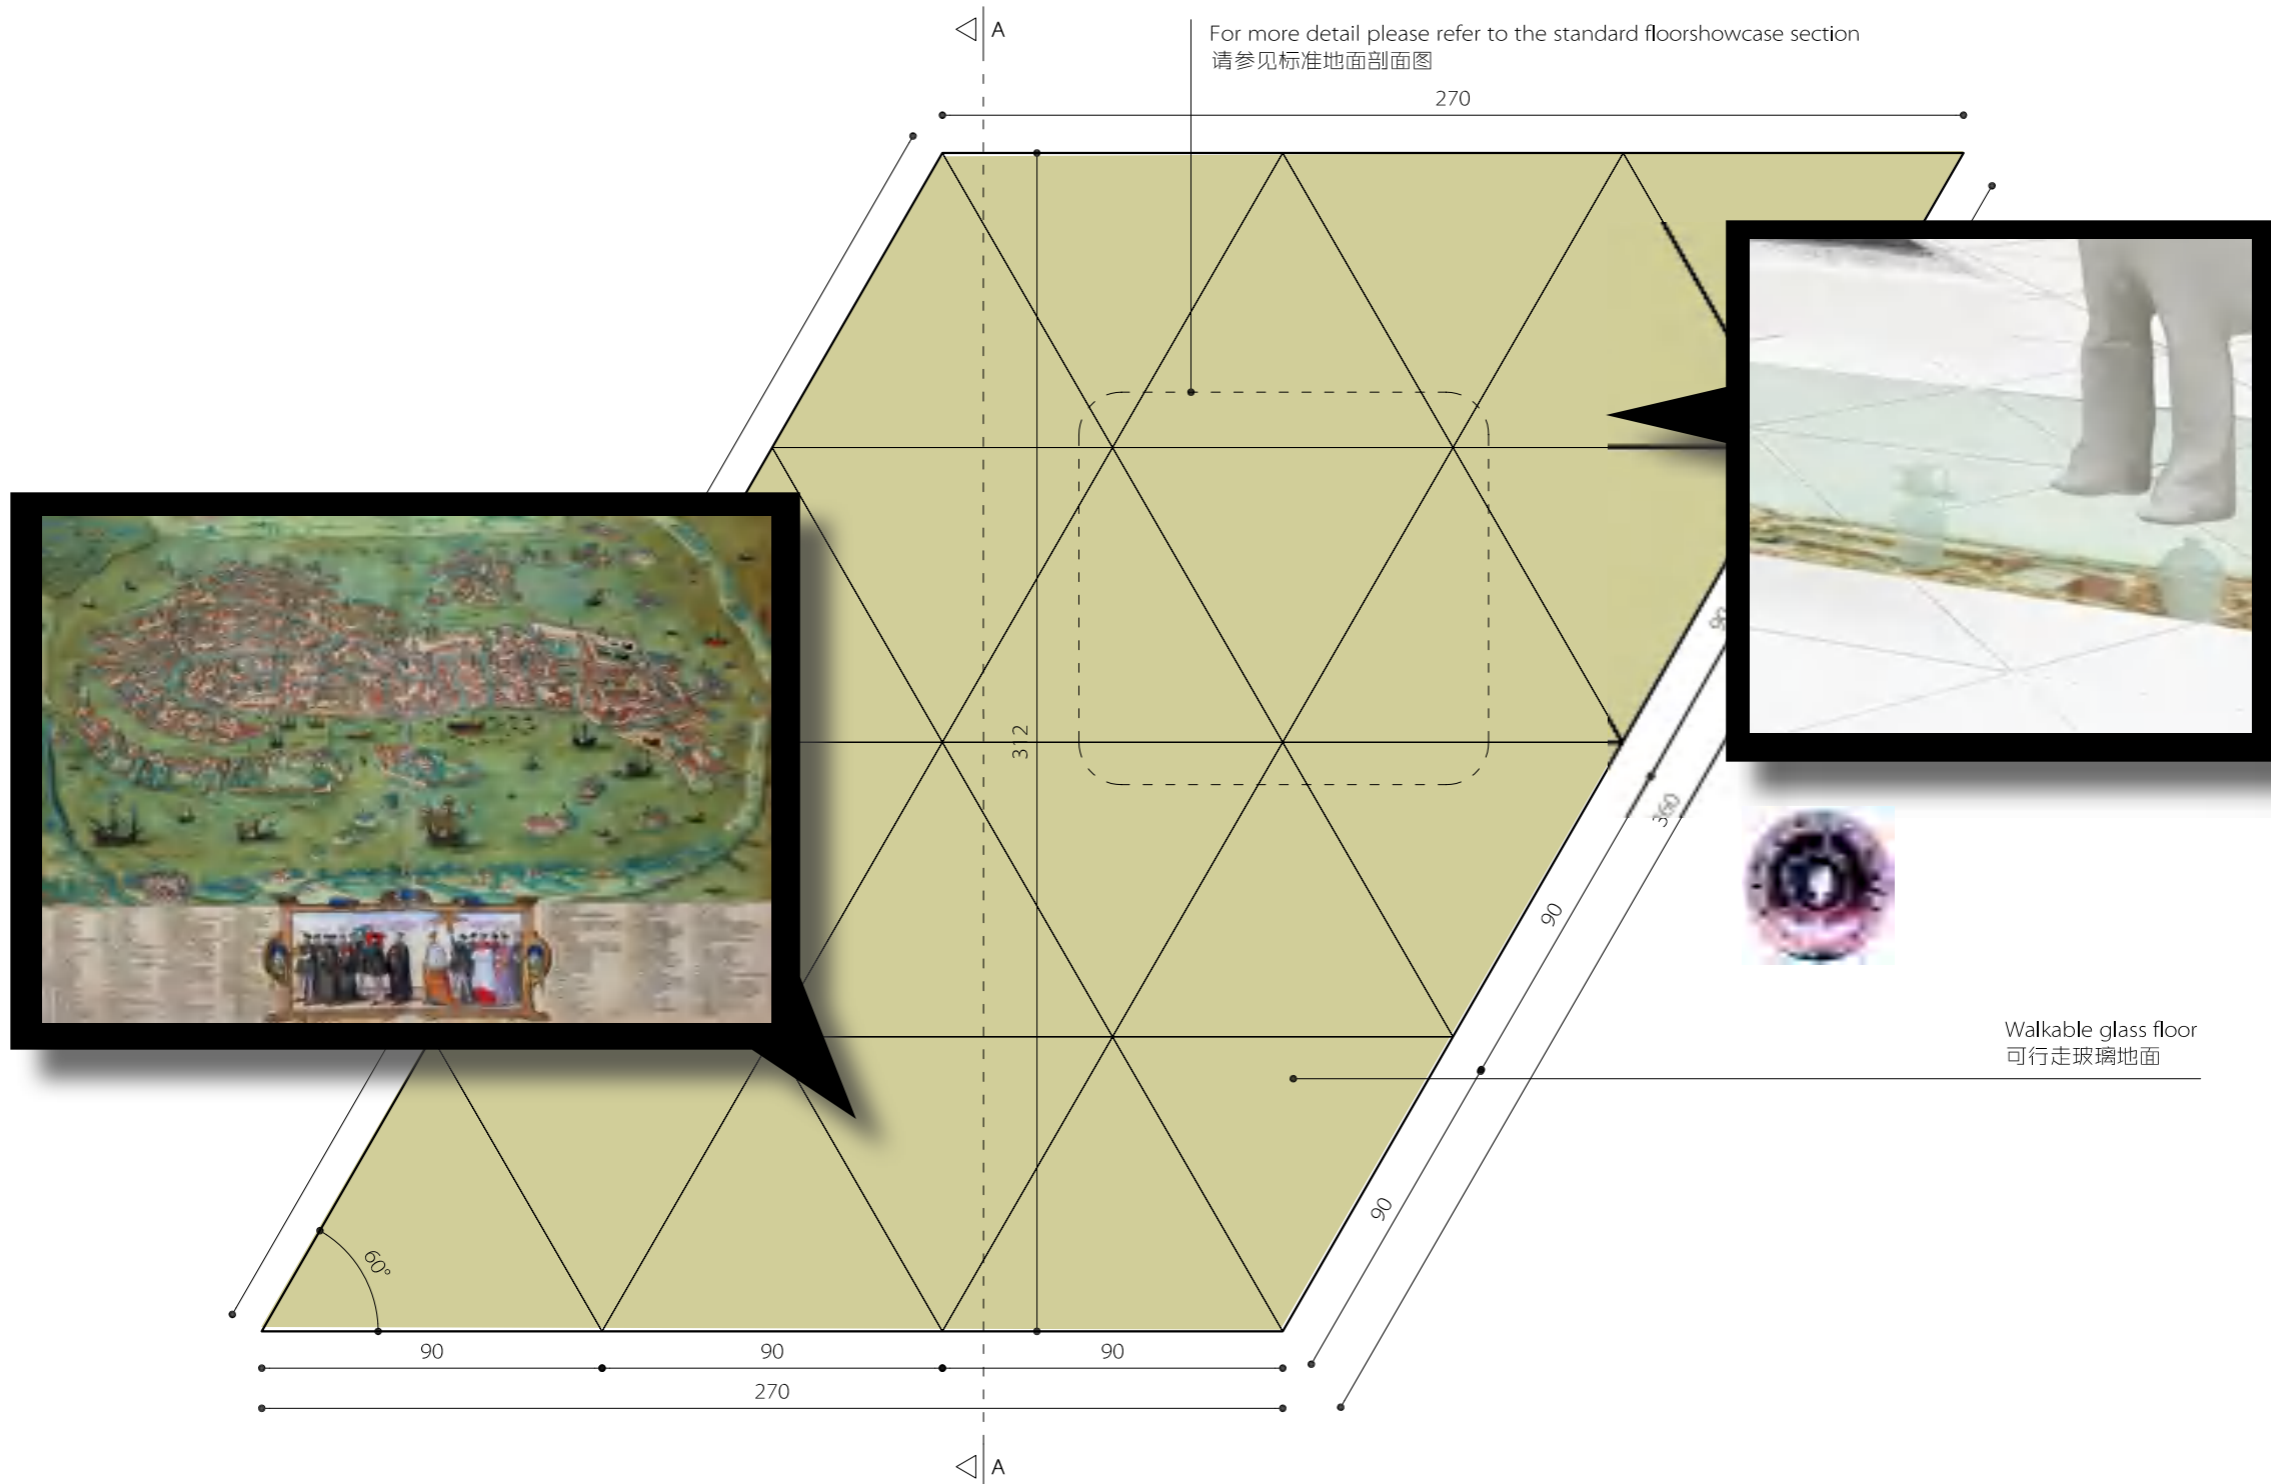 A
For more detail please refer to the standard floorshowcase section
请参见标准地面剖面图
270
90
312
360
90
Walkable glass floor
可行走玻璃地面
90
60°
90
90
90
270
A